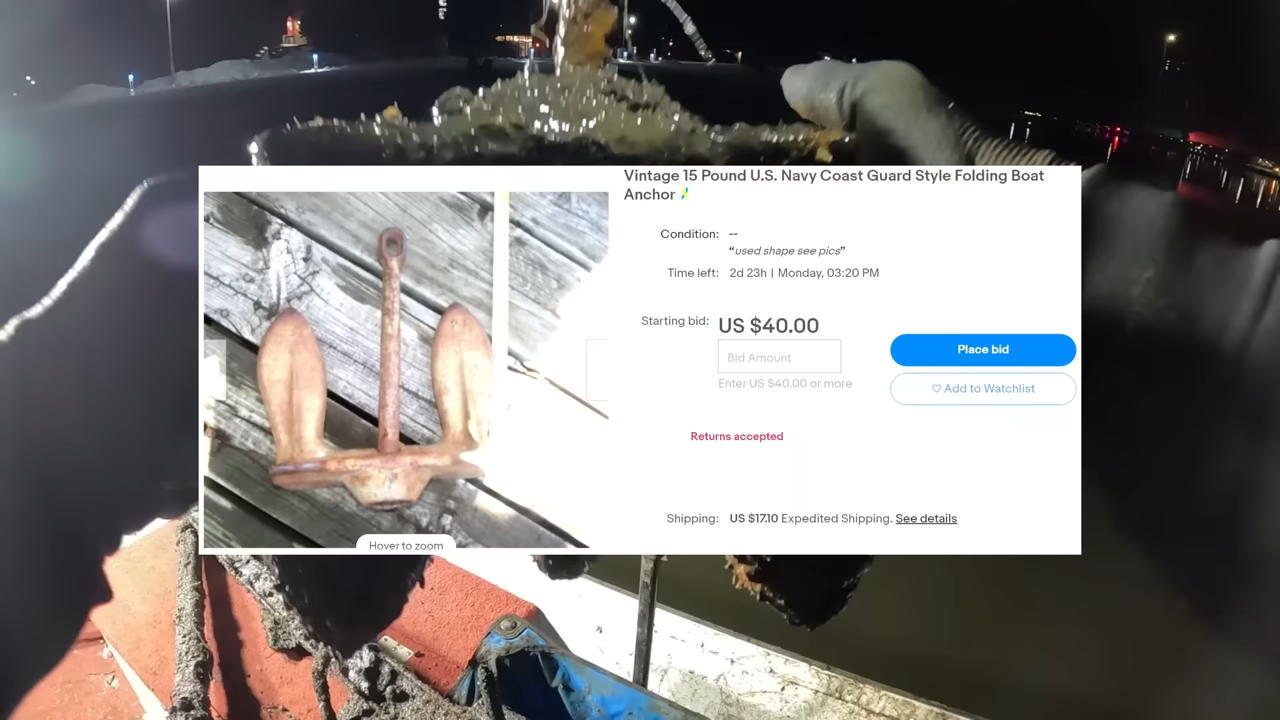 Vintage 15 Pound U.S. Navy Coast Guard Style Folding Boat
Anchor
Condition: --
“used shape see pics”
Time left: 2d 23h | Monday, 03:20 PM
Starting bid: US $40.00
Bid Amount
Place bid
Enter US $40.00 or more
♡ Add to Watchlist
Returns accepted
Shipping: US $17.10 Expedited Shipping. See details
Hover to zoom